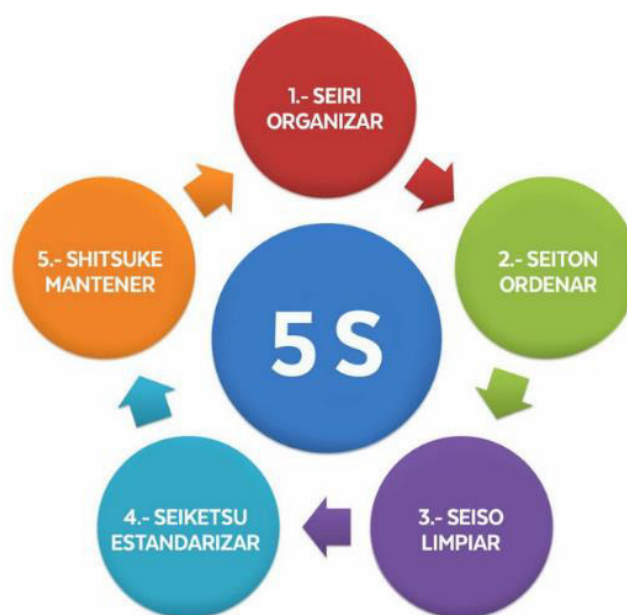 1.- SEIRI
ORGANIZAR
2.- SEITON
ORDENAR
3.- SEISO
LIMPIAR
4.- SEIKETSU
ESTANDARIZAR
5.- SHITSUKE
MANTENER
5 S